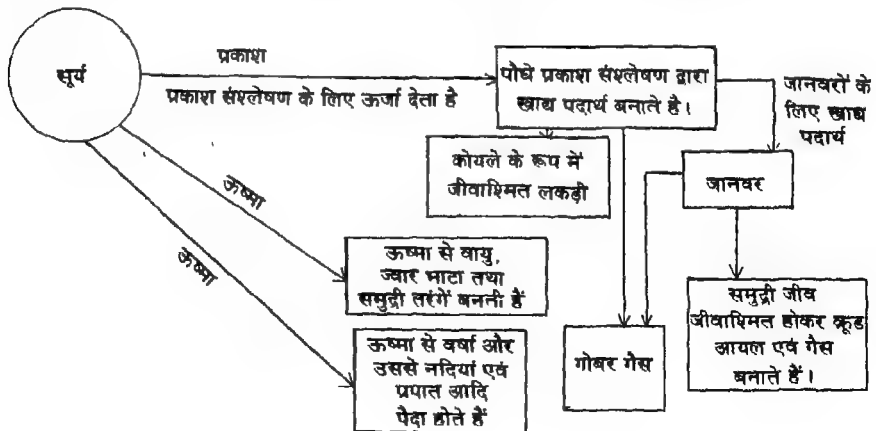 सूर्य
प्रकाश
प्रकाश संश्लेषण के लिए ऊर्जा देता है
पौधे प्रकाश संश्लेषण द्वारा
खाद्य पदार्थ बनाते है।
जानवरों के
लिए खाद्य
पदार्थ
कोयले के रूप में
जीवाश्मित लकड़ी
जानवर
ऊष्मा
ऊष्मा
ऊष्मा से वायु,
ज्वार भाटा तथा
समुद्री तरंगें बनती हैं
ऊष्मा से वर्षा और
उससे नदियां एवं
प्रपात आदि
पैदा होते हैं
गोबर गैस
समुद्री जीव
जीवाश्मित होकर क्रूड
आयल एवं गैस
बनाते हैं।